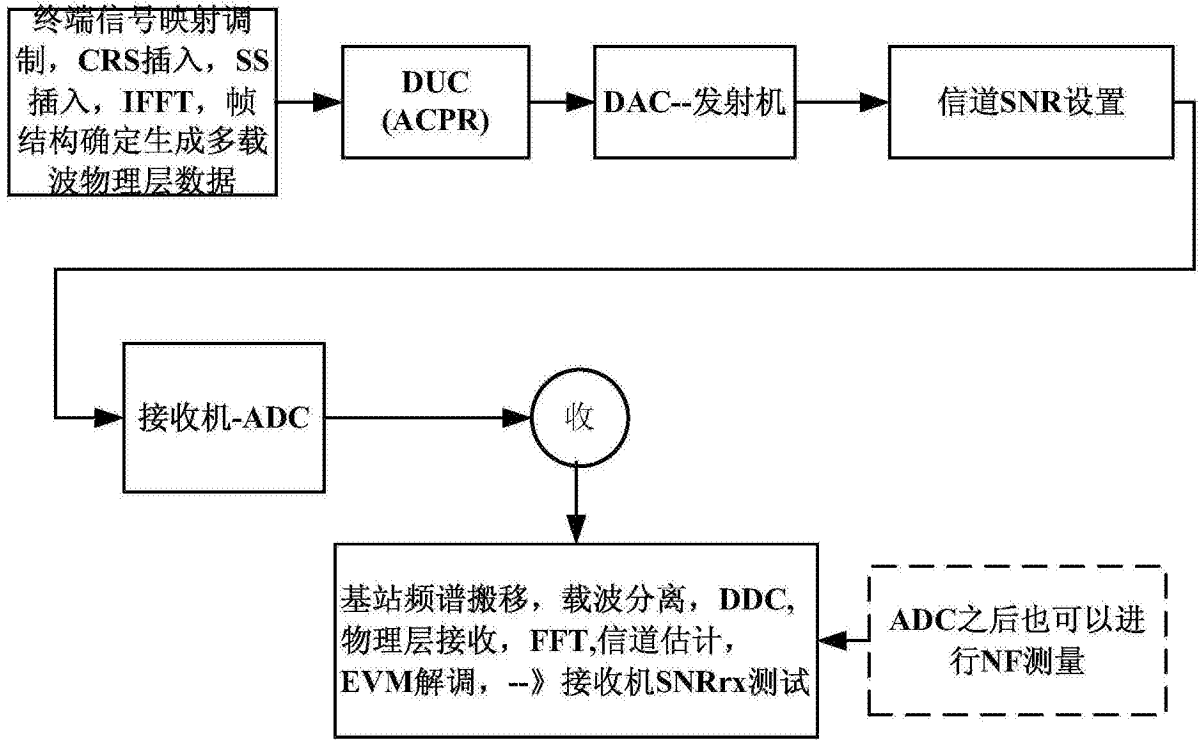 终端信号映射调
制，CRS插入，SS
插入，IFFT，帧
结构确定生成多载
波物理层数据
DUC
(ACPR)
DAC--发射机
信道SNR设置
接收机-ADC
收
基站频谱搬移，载波分离，DDC,
物理层接收，FFT,信道估计，
EVM解调，--》接收机SNRrx测试
ADC之后也可以进
行NF测量